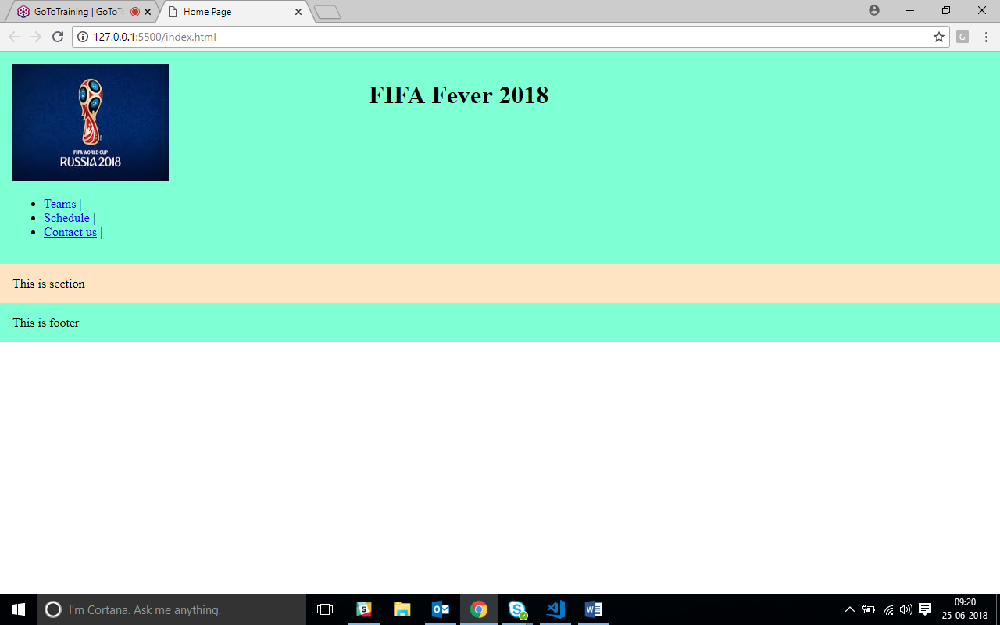 GoToTraining | GoToTr
Home Page
127.0.0.1:5500/index.html
G
FIFA Fever 2018
FIFA WORLD CUP
RUSSIA 2018
Teams |
Schedule |
Contact us |
This is section
This is footer
I'm Cortana. Ask me anything.
09:20
25-06-2018